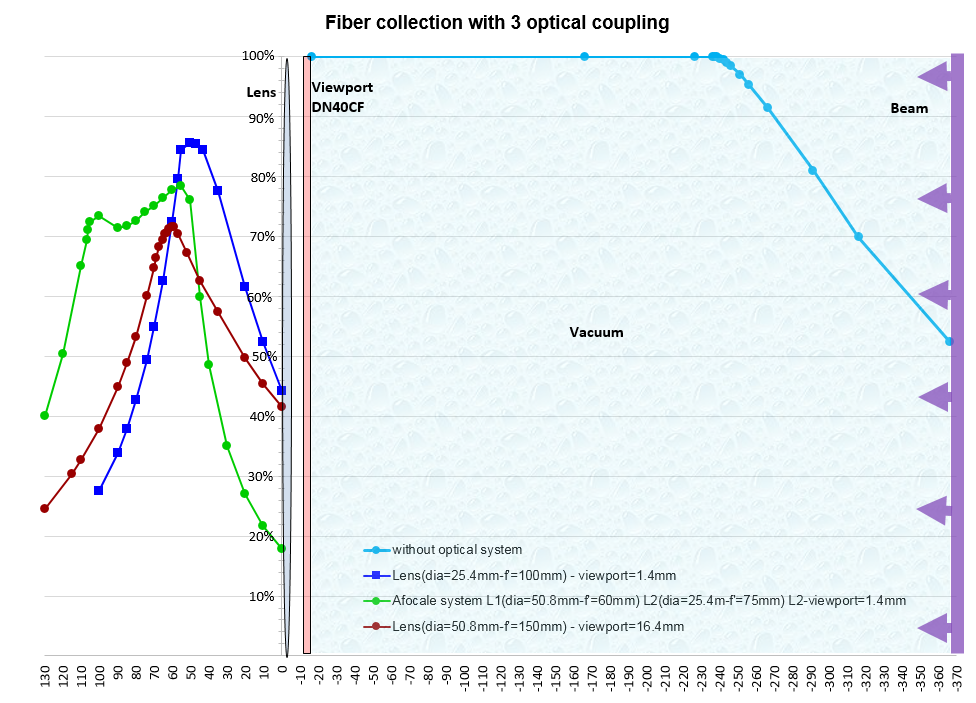 Fiber collection with 3 optical coupling
100%
Lens
Viewport
DN40CF
Beam
90%
80%
70%
60%
Vacuum
50%
40%
30%
20%
10%
without optical system
Lens(dia=25.4mm-f'=100mm) - viewport=1.4mm
Afocale system L1(dia=50.8mm-f'=60mm) L2(dia=25.4m-f'=75mm) L2-viewport=1.4mm
Lens(dia=50.8mm-f'=150mm) - viewport=16.4mm
130 120 110 100 90 80 70 60 50 40 30 20 10 0 -10 -20 -30 -40 -50 -60 -70 -80 -90 -100 -110 -120 -130 -140 -150 -160 -170 -180 -190 -200 -210 -220 -230 -240 -250 -260 -270 -280 -290 -300 -310 -320 -330 -340 -350 -360 -370